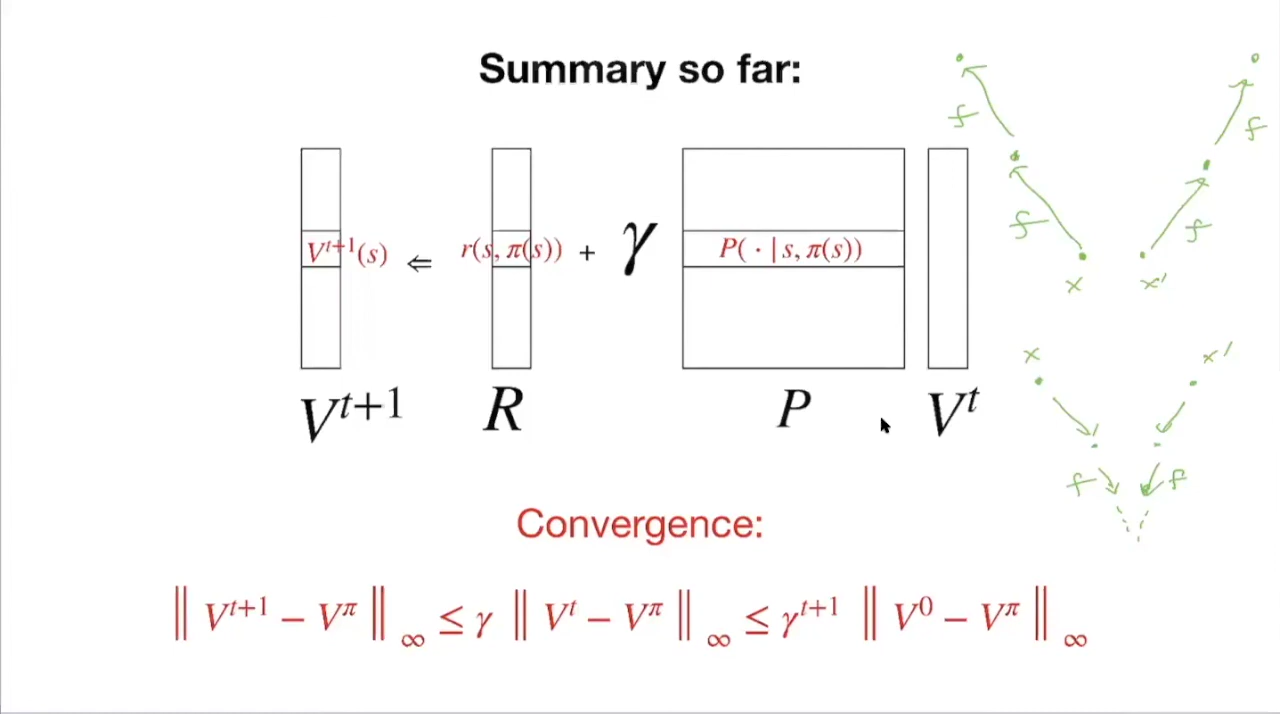 Summary so far:
V^{t+1}(s) ⇐ r(s, π(s)) + γ P( · | s, π(s))
V^{t+1} R P V^t
Convergence:
‖ V^{t+1} − V^π ‖_∞ ≤ γ ‖ V^t − V^π ‖_∞ ≤ γ^{t+1} ‖ V^0 − V^π ‖_∞
f f
f f
x x'
x x'
f f